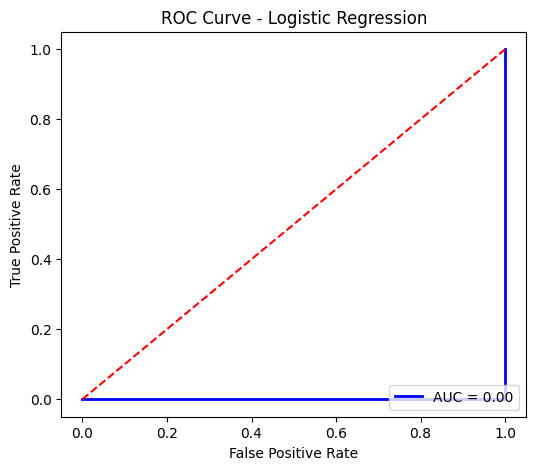 ROC Curve - Logistic Regression
True Positive Rate
1.0
0.8
0.6
0.4
0.2
0.0
AUC = 0.00
0.0 0.2 0.4 0.6 0.8 1.0
False Positive Rate